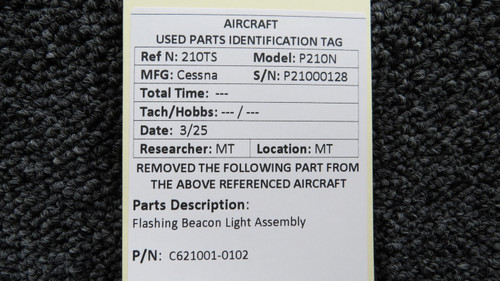 AIRCRAFT
USED PARTS IDENTIFICATION TAG
Ref N: 210TS Model: P210N
MFG: Cessna S/N: P21000128
Total Time: ---
Tach/Hobbs: --- / ---
Date: 3/25
Researcher: MT Location: MT
REMOVED THE FOLLOWING PART FROM
THE ABOVE REFERENCED AIRCRAFT
Parts Description:
Flashing Beacon Light Assembly
P/N: C621001-0102